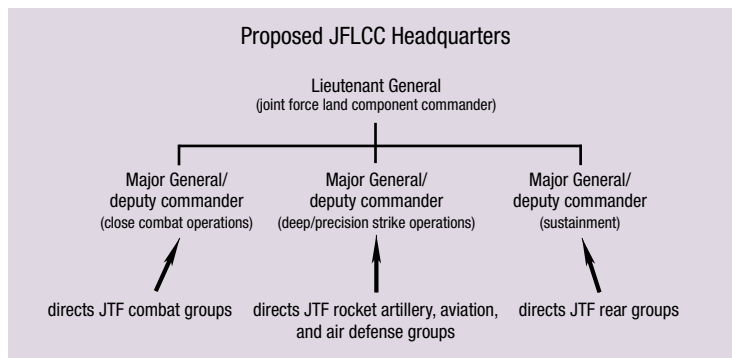 Proposed JFLCC Headquarters
Lieutenant General
(joint force land component commander)
Major General/
deputy commander
(close combat operations)
Major General/
deputy commander
(deep/precision strike operations)
Major General/
deputy commander
(sustainment)
directs JTF combat groups
directs JTF rocket artillery, aviation,
and air defense groups
directs JTF rear groups